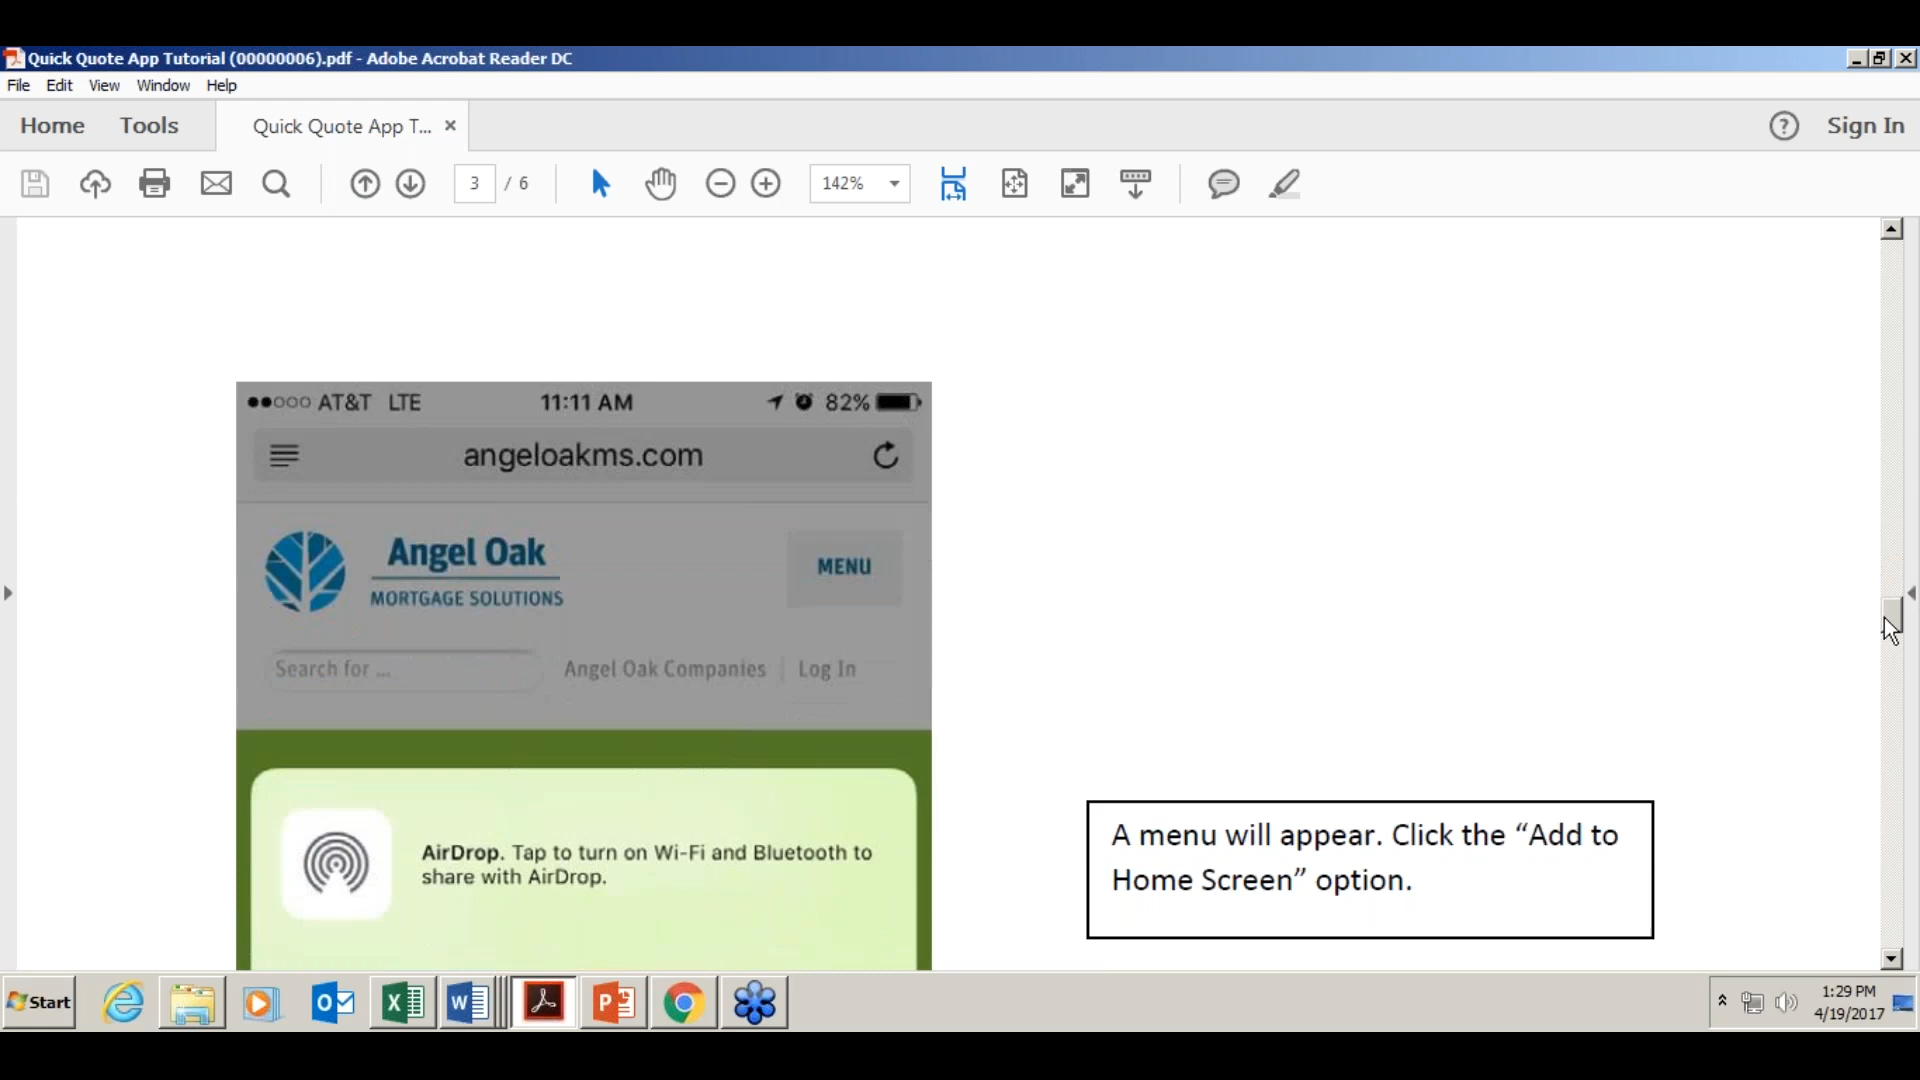 Quick Quote App Tutorial (00000006).pdf - Adobe Acrobat Reader DC
File Edit View Window Help
Home Tools Quick Quote App T... × ? Sign In
3 / 6 142%
●●○○○ AT&T LTE 11:11 AM 82%
angeloakms.com
Angel Oak
MORTGAGE SOLUTIONS
MENU
Search for ... Angel Oak Companies Log In
AirDrop. Tap to turn on Wi-Fi and Bluetooth to
share with AirDrop.
A menu will appear. Click the “Add to
Home Screen” option.
Start
1:29 PM
4/19/2017